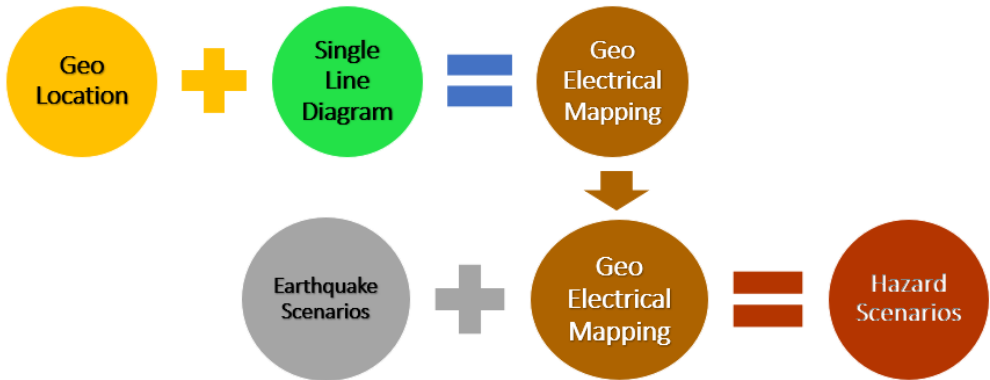 Geo
Location
Single
Line
Diagram
Geo
Electrical
Mapping
Earthquake
Scenarios
Geo
Electrical
Mapping
Hazard
Scenarios